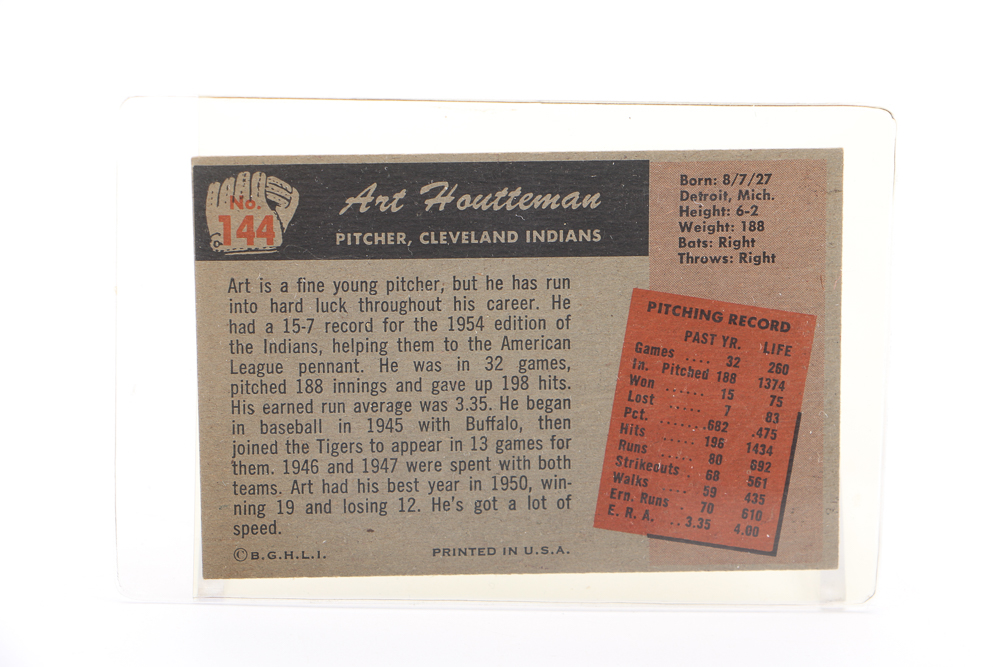 No.
144
Art Houtteman
PITCHER, CLEVELAND INDIANS
Born: 8/7/27
Detroit, Mich.
Height: 6-2
Weight: 188
Bats: Right
Throws: Right
Art is a fine young pitcher, but he has run
into hard luck throughout his career. He
had a 15-7 record for the 1954 edition of
the Indians, helping them to the American
League pennant. He was in 32 games,
pitched 188 innings and gave up 198 hits.
His earned run average was 3.35. He began
in baseball in 1945 with Buffalo, then
joined the Tigers to appear in 13 games for
them. 1946 and 1947 were spent with both
teams. Art had his best year in 1950, win-
ning 19 and losing 12. He's got a lot of
speed.
PITCHING RECORD
PAST YR. LIFE
Games .... 32 260
In. Pitched 188 1374
Won ...... 15 75
Lost ..... 7 83
Pct. ..... .682 .475
Hits ..... 196 1434
Runs ..... 80 692
Strikeouts .. 68 561
Walks .... 59 435
Ern. Runs . 70 610
E. R. A. .. 3.35 4.00
© B.G.H.L.I. PRINTED IN U.S.A.